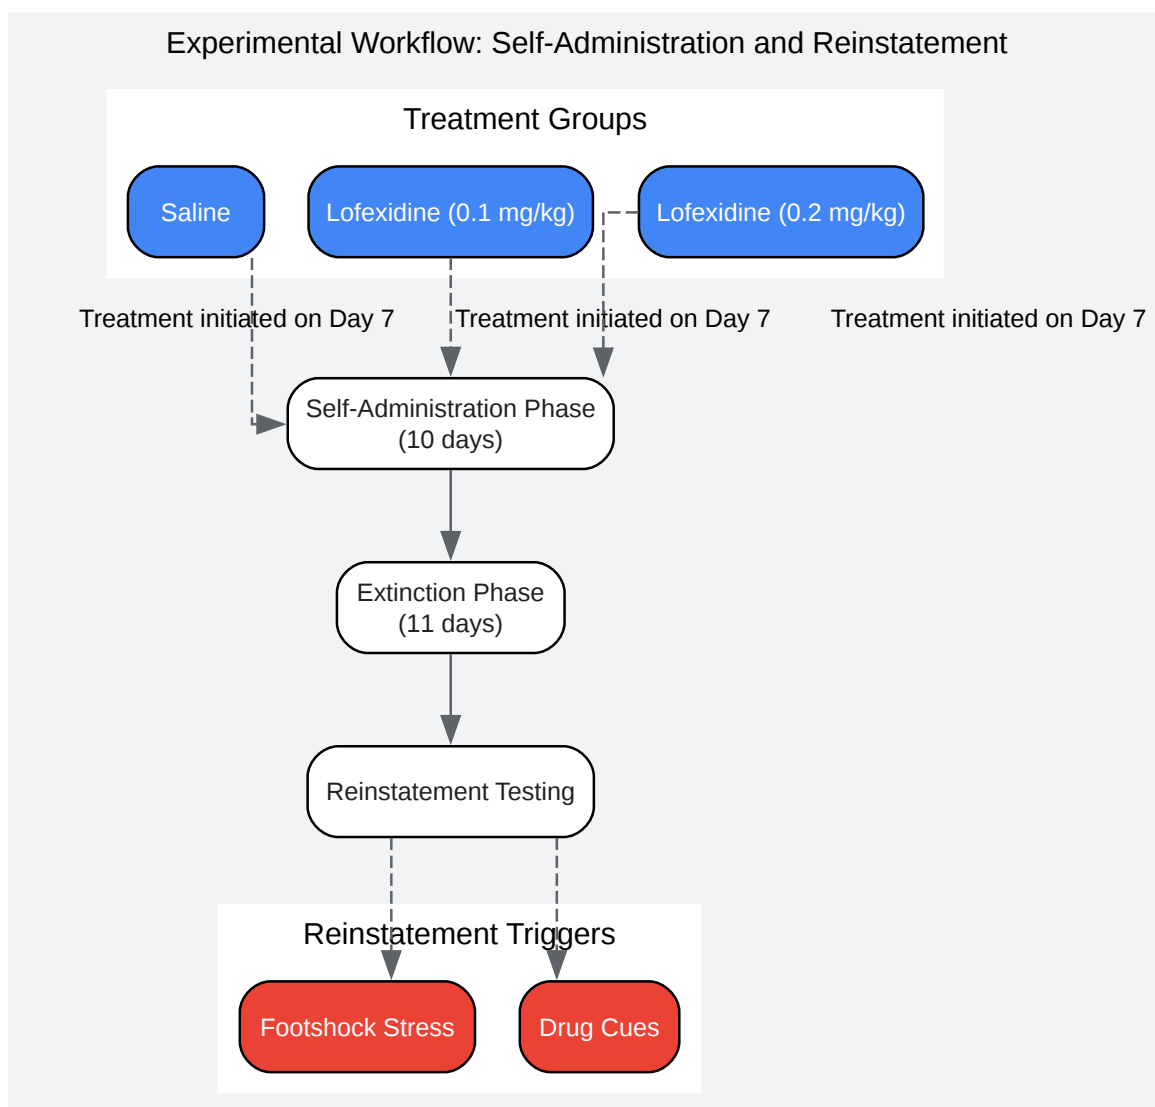 Experimental Workflow: Self-Administration and Reinstatement
Treatment Groups
Saline
Lofexidine (0.1 mg/kg)
Lofexidine (0.2 mg/kg)
Treatment initiated on Day 7
Treatment initiated on Day 7
Treatment initiated on Day 7
Self-Administration Phase
(10 days)
Extinction Phase
(11 days)
Reinstatement Testing
Reinstatement Triggers
Footshock Stress
Drug Cues